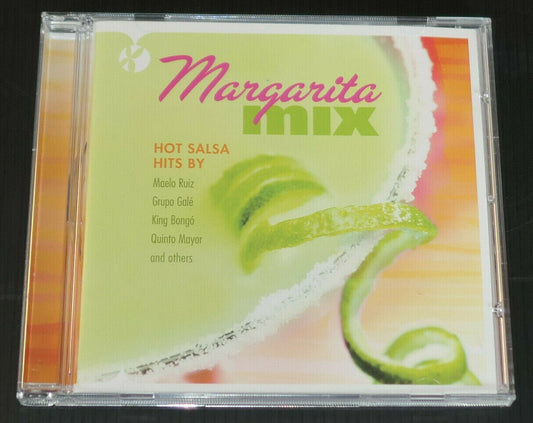 Margarita
mix
HOT SALSA
HITS BY
Maelo Ruiz
Grupo Galé
King Bongó
Quinto Mayor
and others